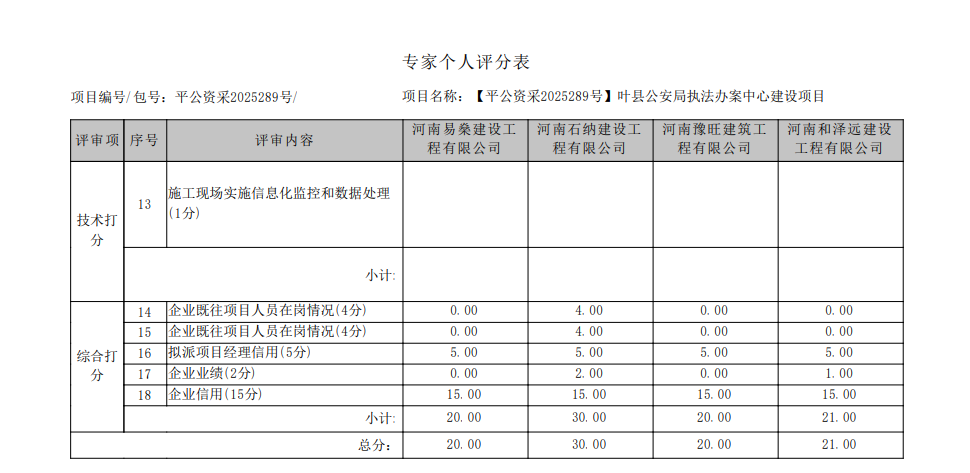 专家个人评分表
项目编号/包号：平公资采2025289号/
项目名称：【平公资采2025289号】叶县公安局执法办案中心建设项目
评审项 序号 评审内容 河南易燊建设工程有限公司 河南石纳建设工程有限公司 河南豫旺建筑工程有限公司 河南和泽远建设工程有限公司
技术打分
13 施工现场实施信息化监控和数据处理(1分)
小计:
综合打分
14 企业既往项目人员在岗情况(4分) 0.00 4.00 0.00 0.00
15 企业既往项目人员在岗情况(4分) 0.00 4.00 0.00 0.00
16 拟派项目经理信用(5分) 5.00 5.00 5.00 5.00
17 企业业绩(2分) 0.00 2.00 0.00 1.00
18 企业信用(15分) 15.00 15.00 15.00 15.00
小计: 20.00 30.00 20.00 21.00
总分: 20.00 30.00 20.00 21.00